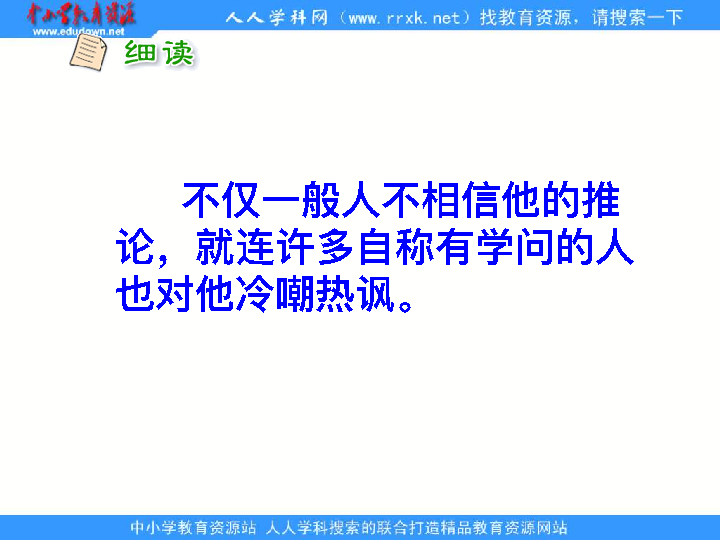 中小学教育资源
www.edudown.net
人人学科网（www.rrxk.net）找教育资源，请搜索一下
细读
不仅一般人不相信他的推
论，就连许多自称有学问的人
也对他冷嘲热讽。
中小学教育资源站 人人学科搜索的联合打造精品教育资源网站